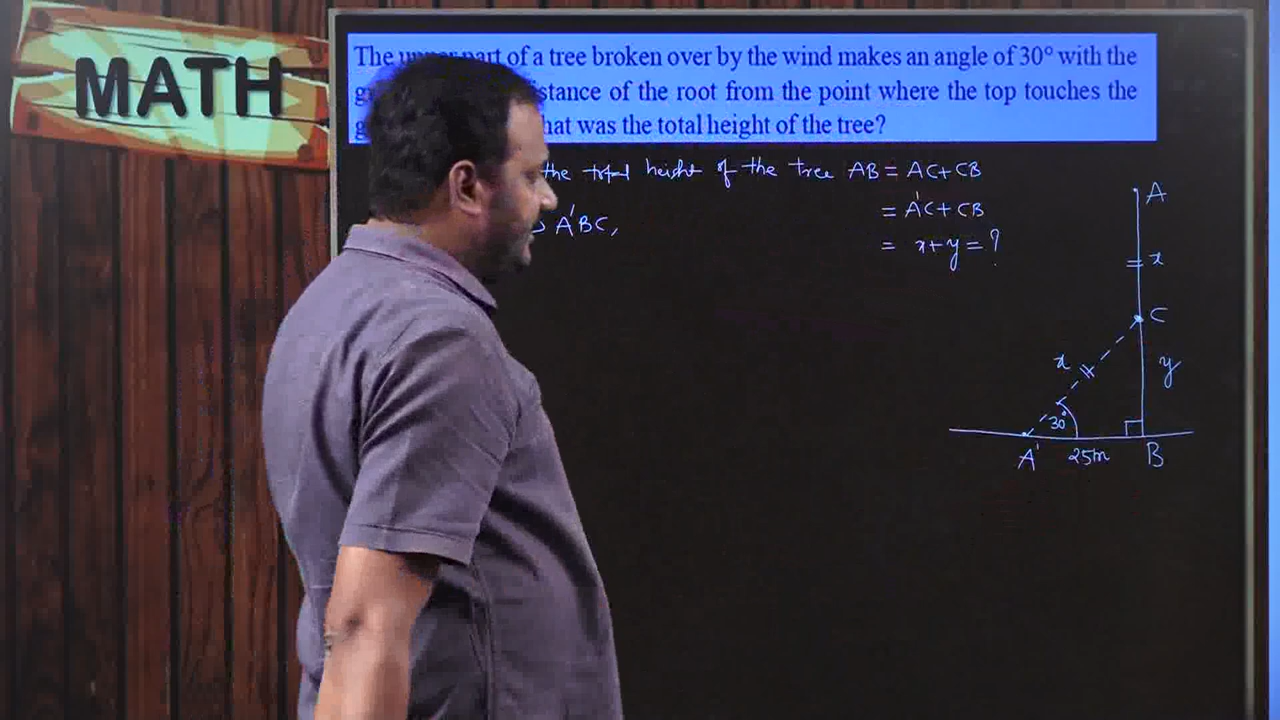 MATH
The part of a tree broken over by the wind makes an angle of 30° with the
distance of the root from the point where the top touches the
hat was the total height of the tree?
the total height of the tree AB = AC + CB
= A'C + CB
A'BC,
= x + y = ?
A
x
C
x
y
30°
A' 25m B